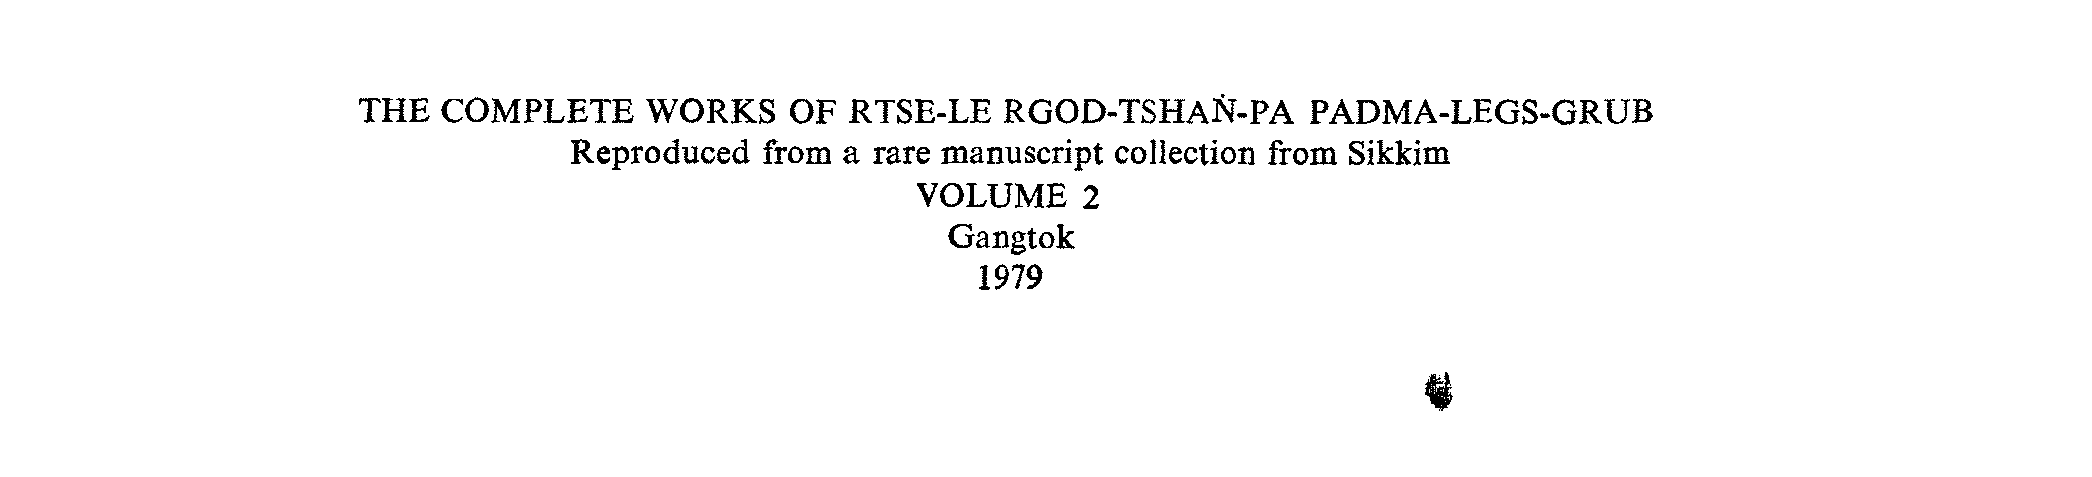 THE COMPLETE WORKS OF RTSE-LE RGOD-TSHAṄ-PA PADMA-LEGS-GRUB
Reproduced from a rare manuscript collection from Sikkim
VOLUME 2
Gangtok
1979